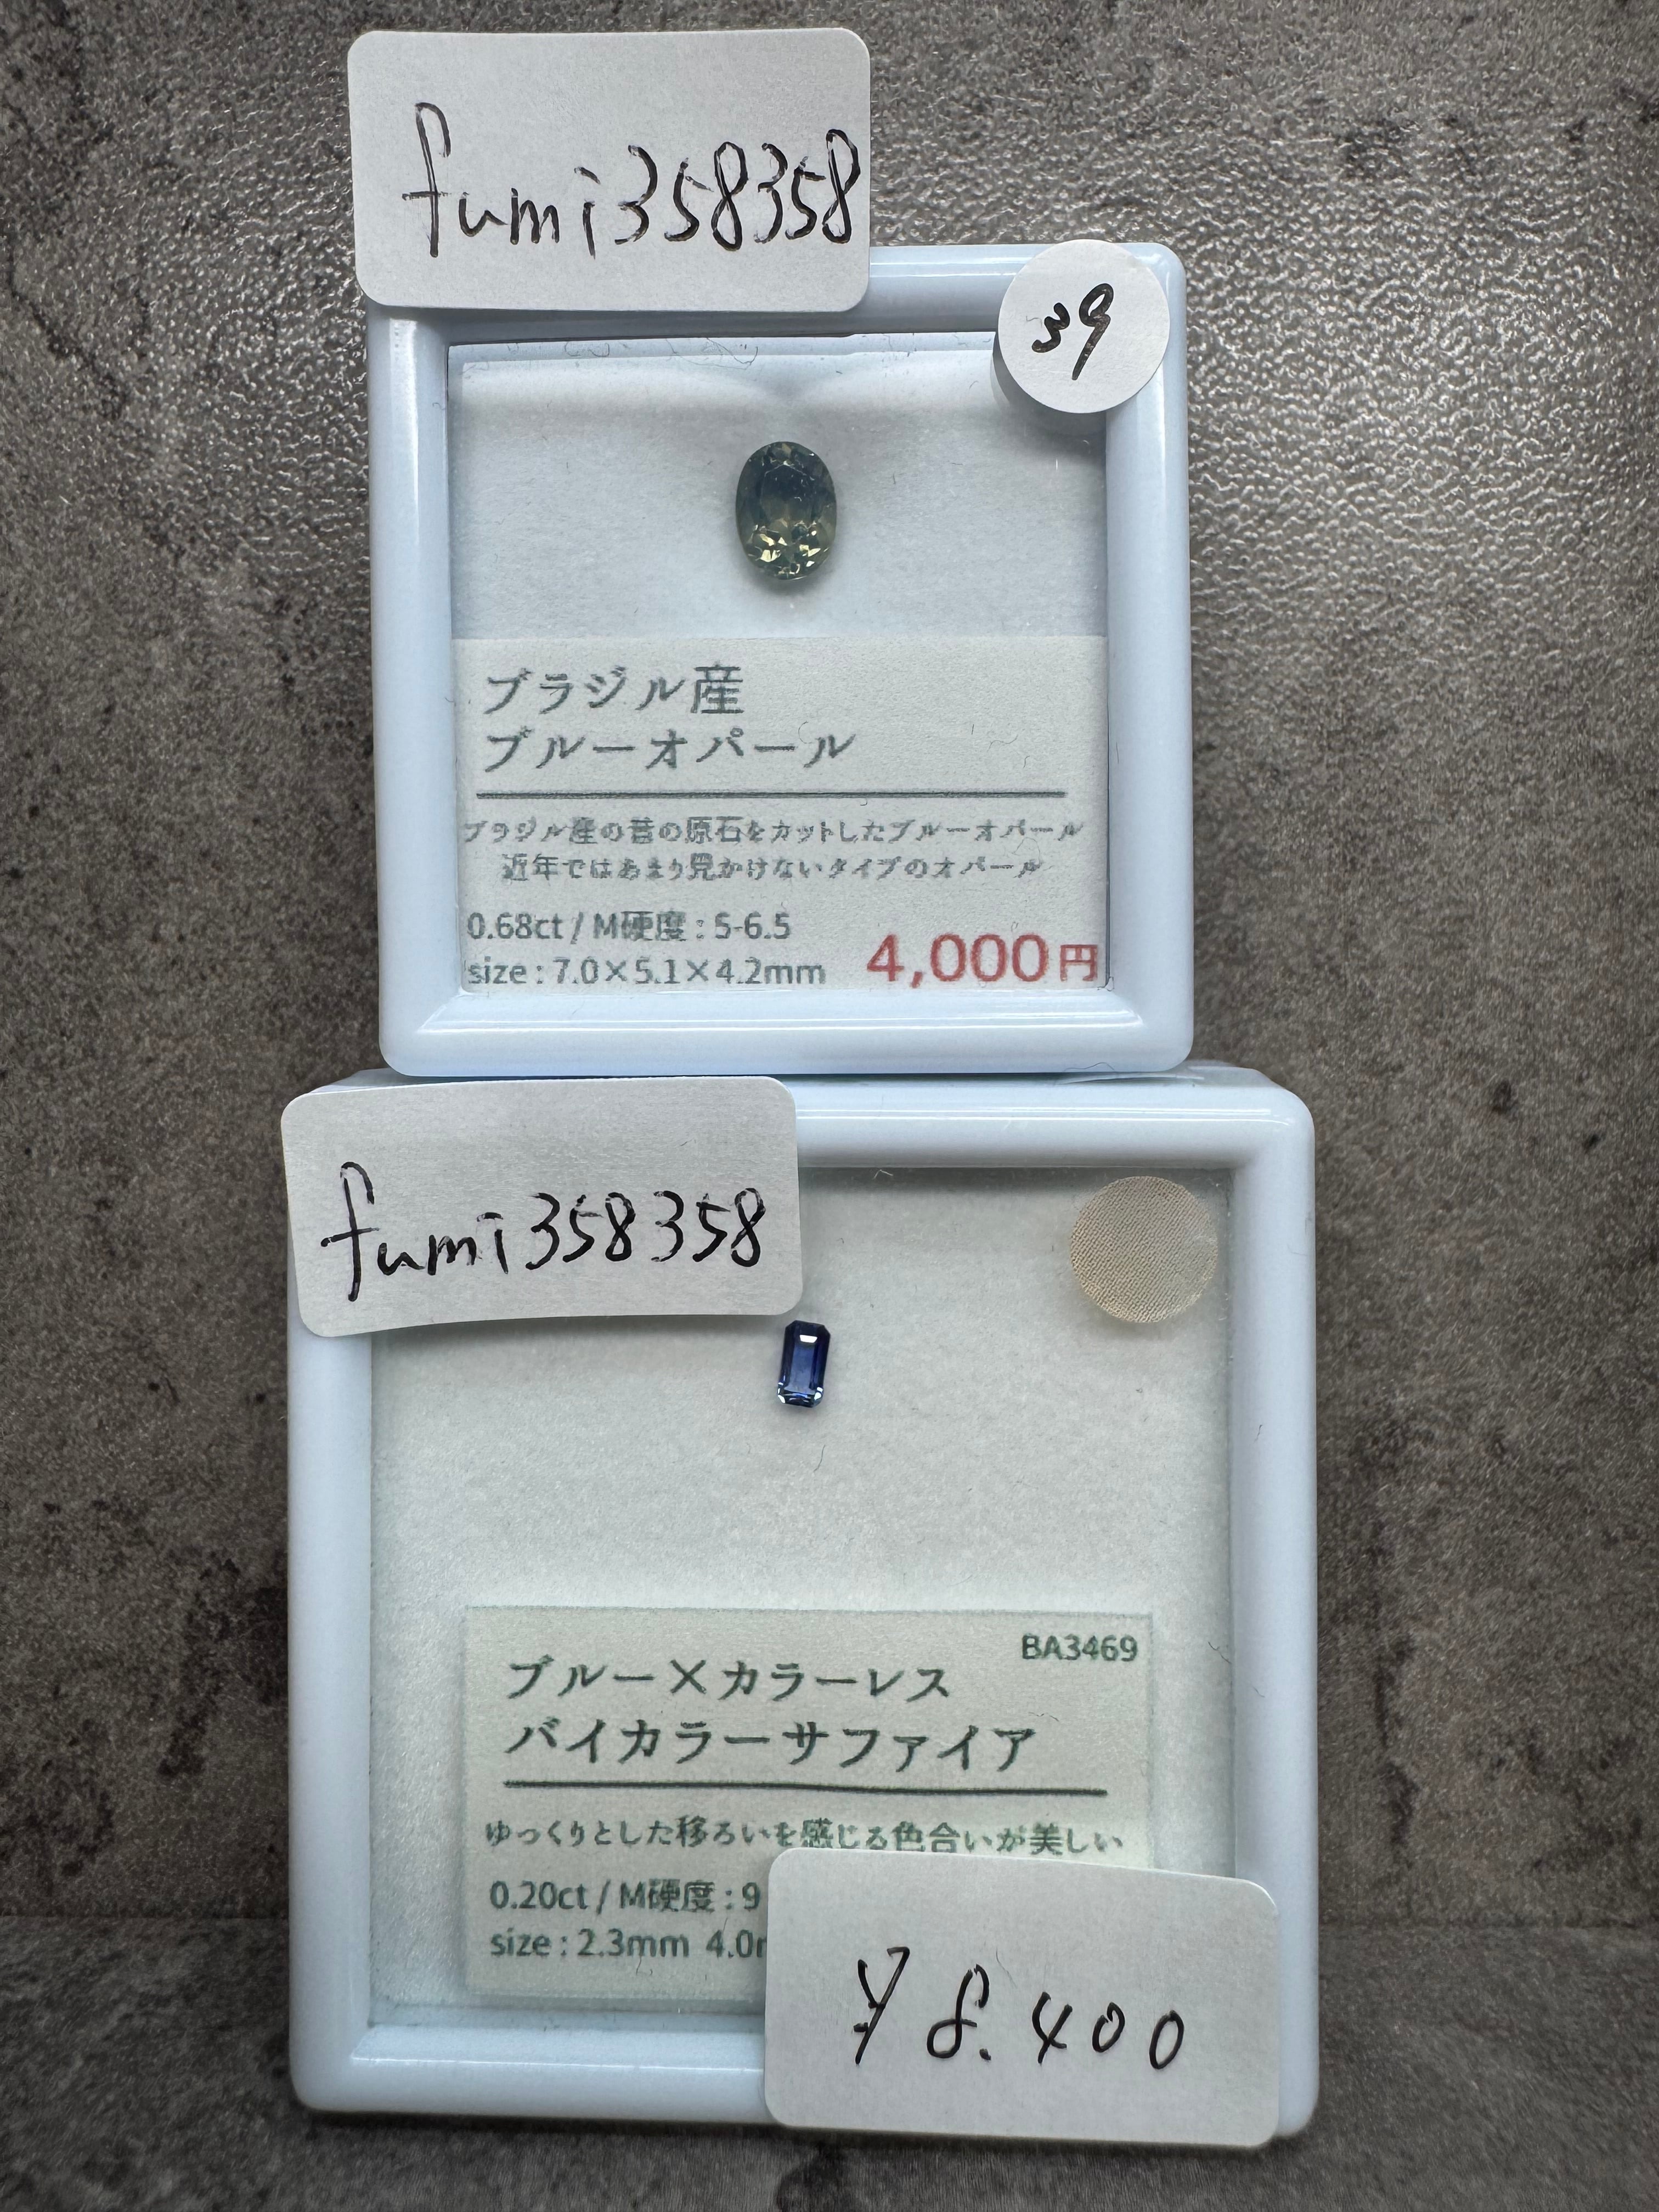 fumi358358
39
ブラジル産
ブルーオパール
ブラジル産の昔の原石をカットしたブルーオパール
近年ではあまり見かけないタイプのオパール
0.68ct / M硬度 : 5-6.5
size : 7.0×5.1×4.2mm
4,000円
fumi358358
BA3469
ブルー×カラーレス
バイカラーサファイア
ゆっくりとした移ろいを感じる色合いが美しい
0.20ct / M硬度 : 9
size : 2.3mm 4.0
¥8.400